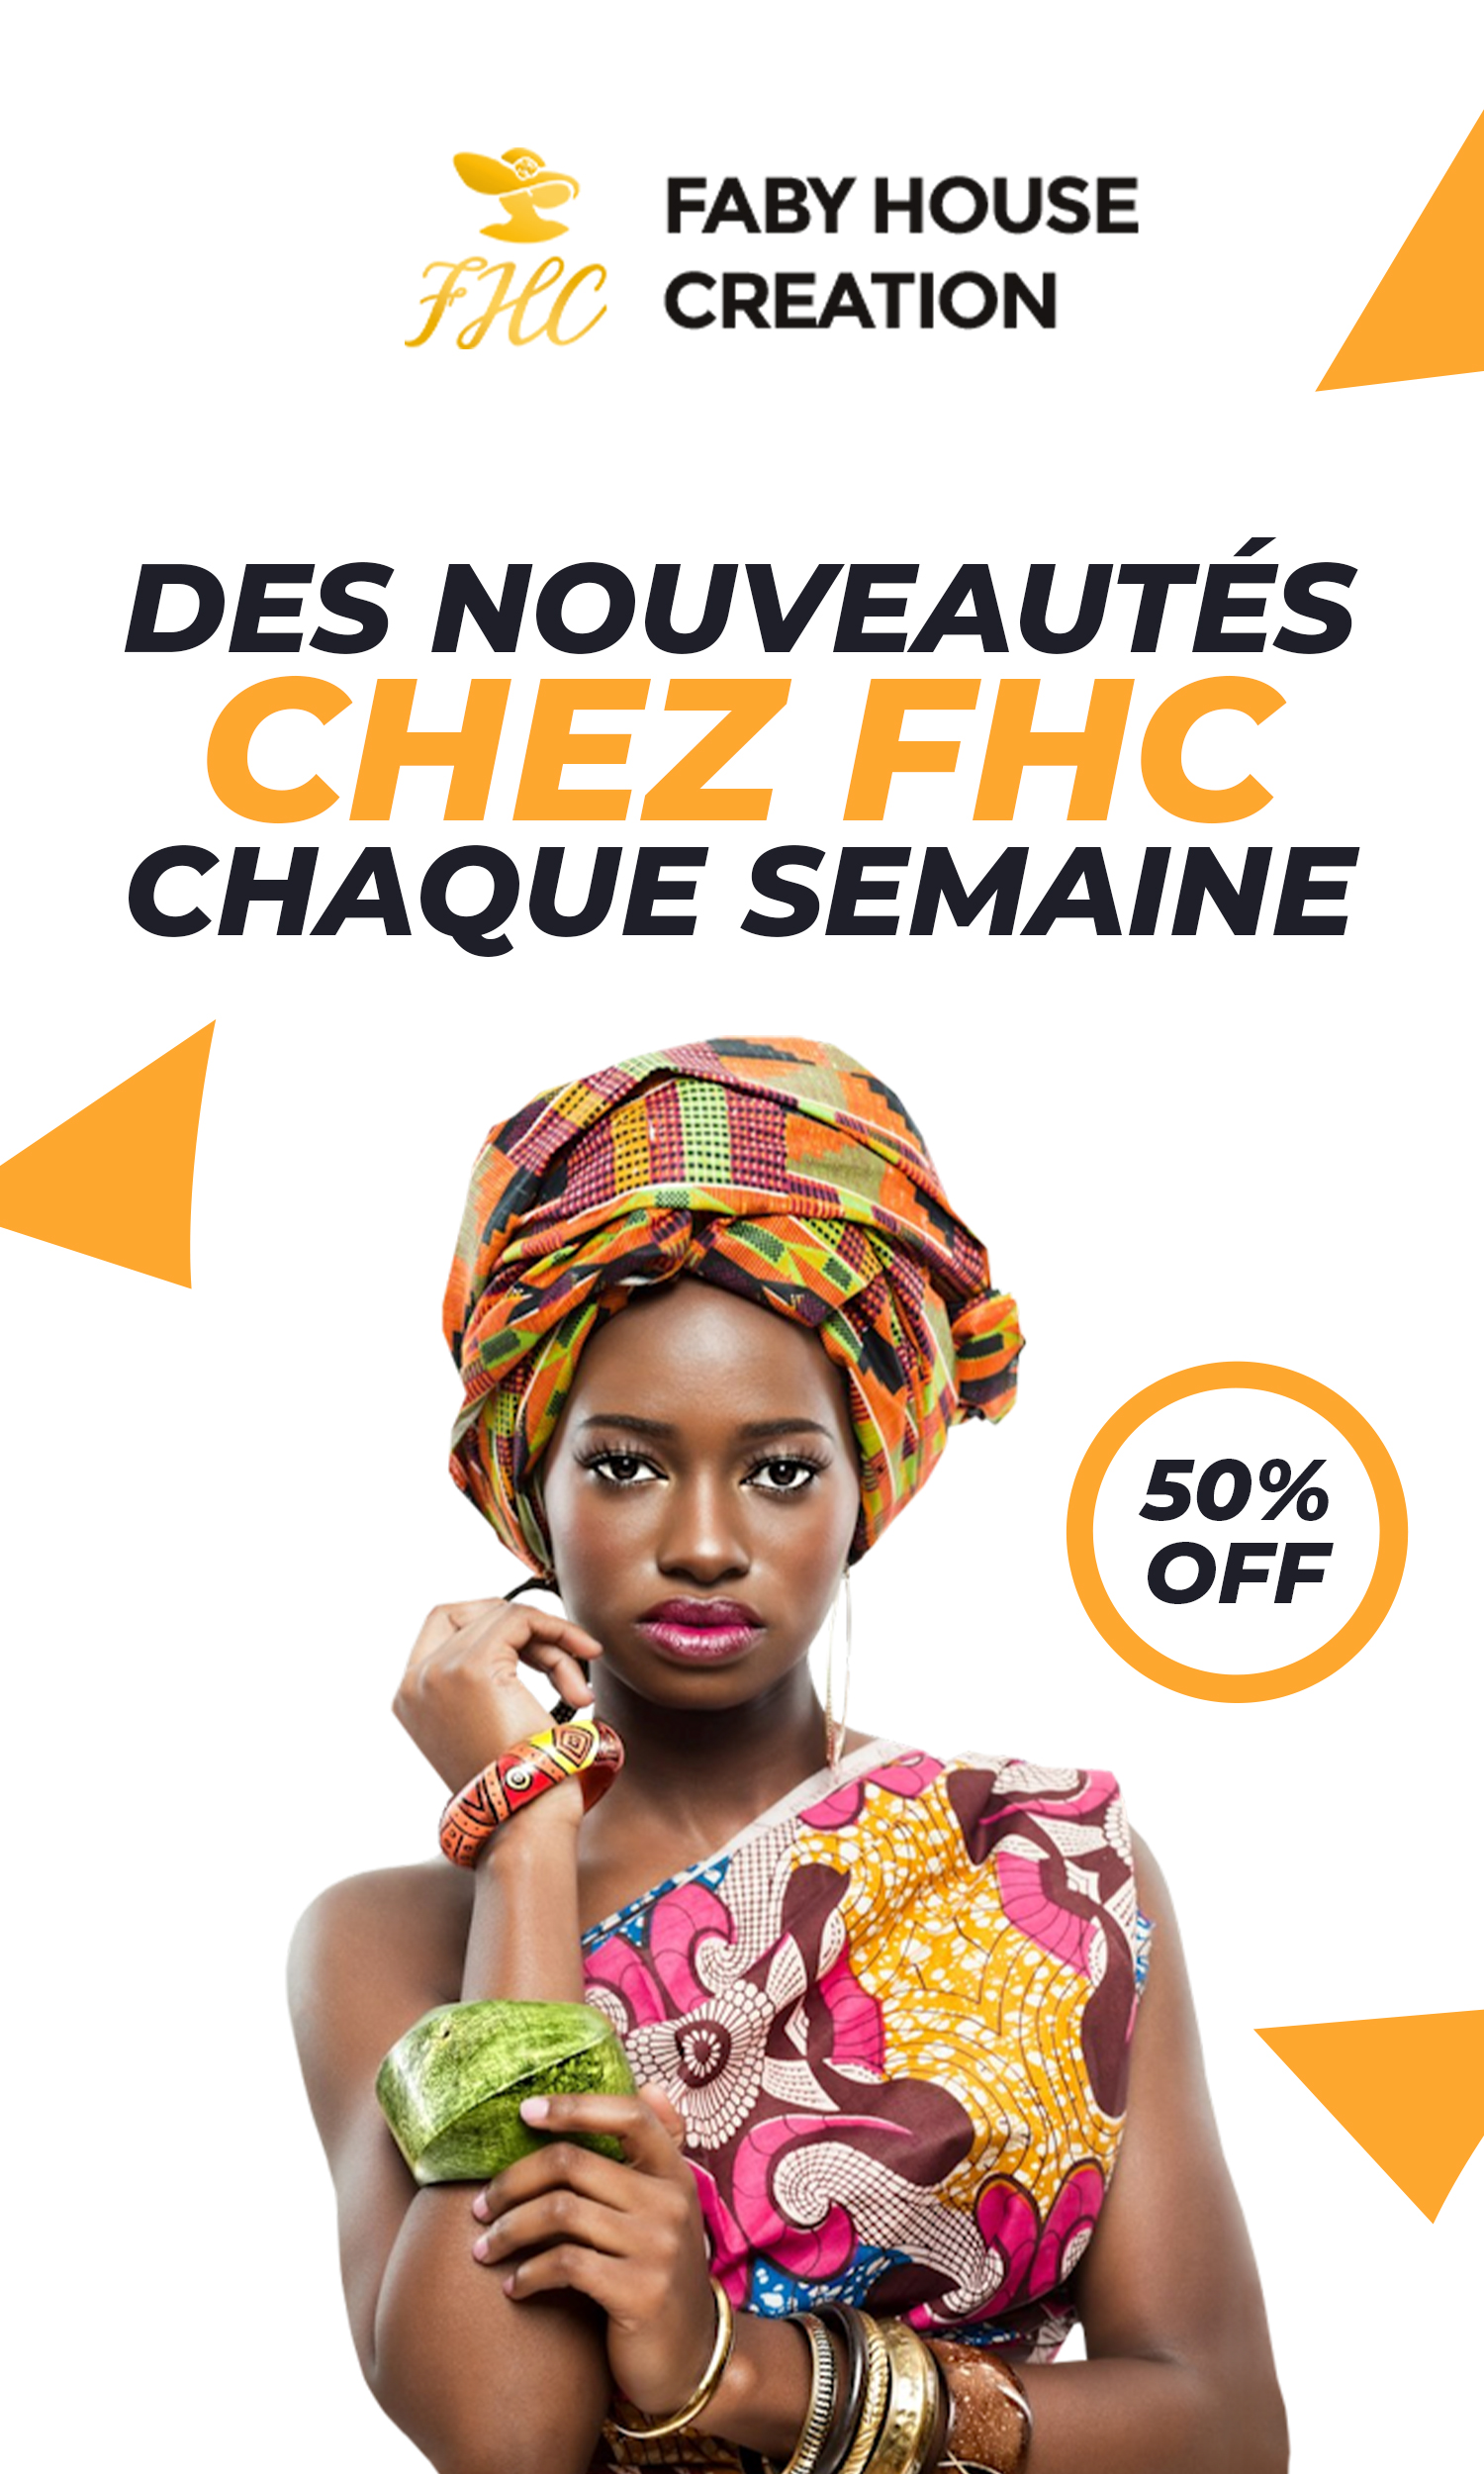 FHC
FABY HOUSE
CREATION
DES NOUVEAUTÉS
CHEZ FHC
CHAQUE SEMAINE
50%
OFF